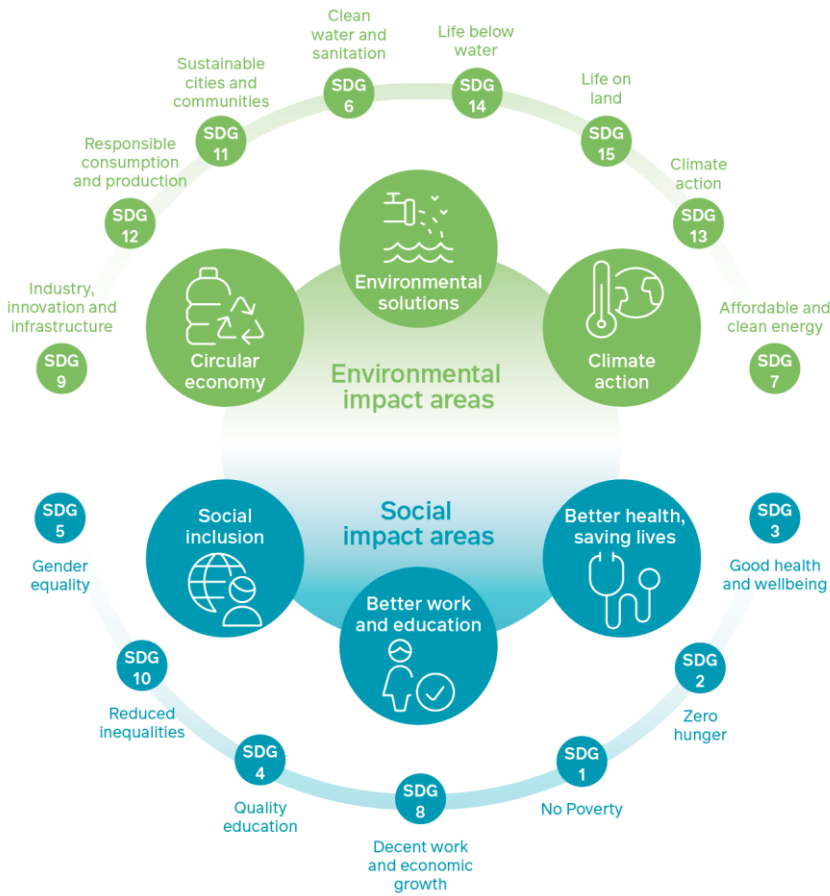 Clean
water and
sanitation
SDG
6
Life below
water
SDG
14
Sustainable
cities and
communities
SDG
11
Life on
land
SDG
15
Responsible
consumption
and production
SDG
12
Climate
action
SDG
13
Industry,
innovation and
infrastructure
SDG
9
Affordable and
clean energy
SDG
7
Circular
economy
Environmental
solutions
Climate
action
Environmental
impact areas
Social
impact areas
Social
inclusion
Better work
and education
Better health,
saving lives
SDG
5
Gender
equality
SDG
3
Good health
and wellbeing
SDG
10
Reduced
inequalities
SDG
2
Zero
hunger
SDG
4
Quality
education
SDG
1
No Poverty
SDG
8
Decent work
and economic
growth